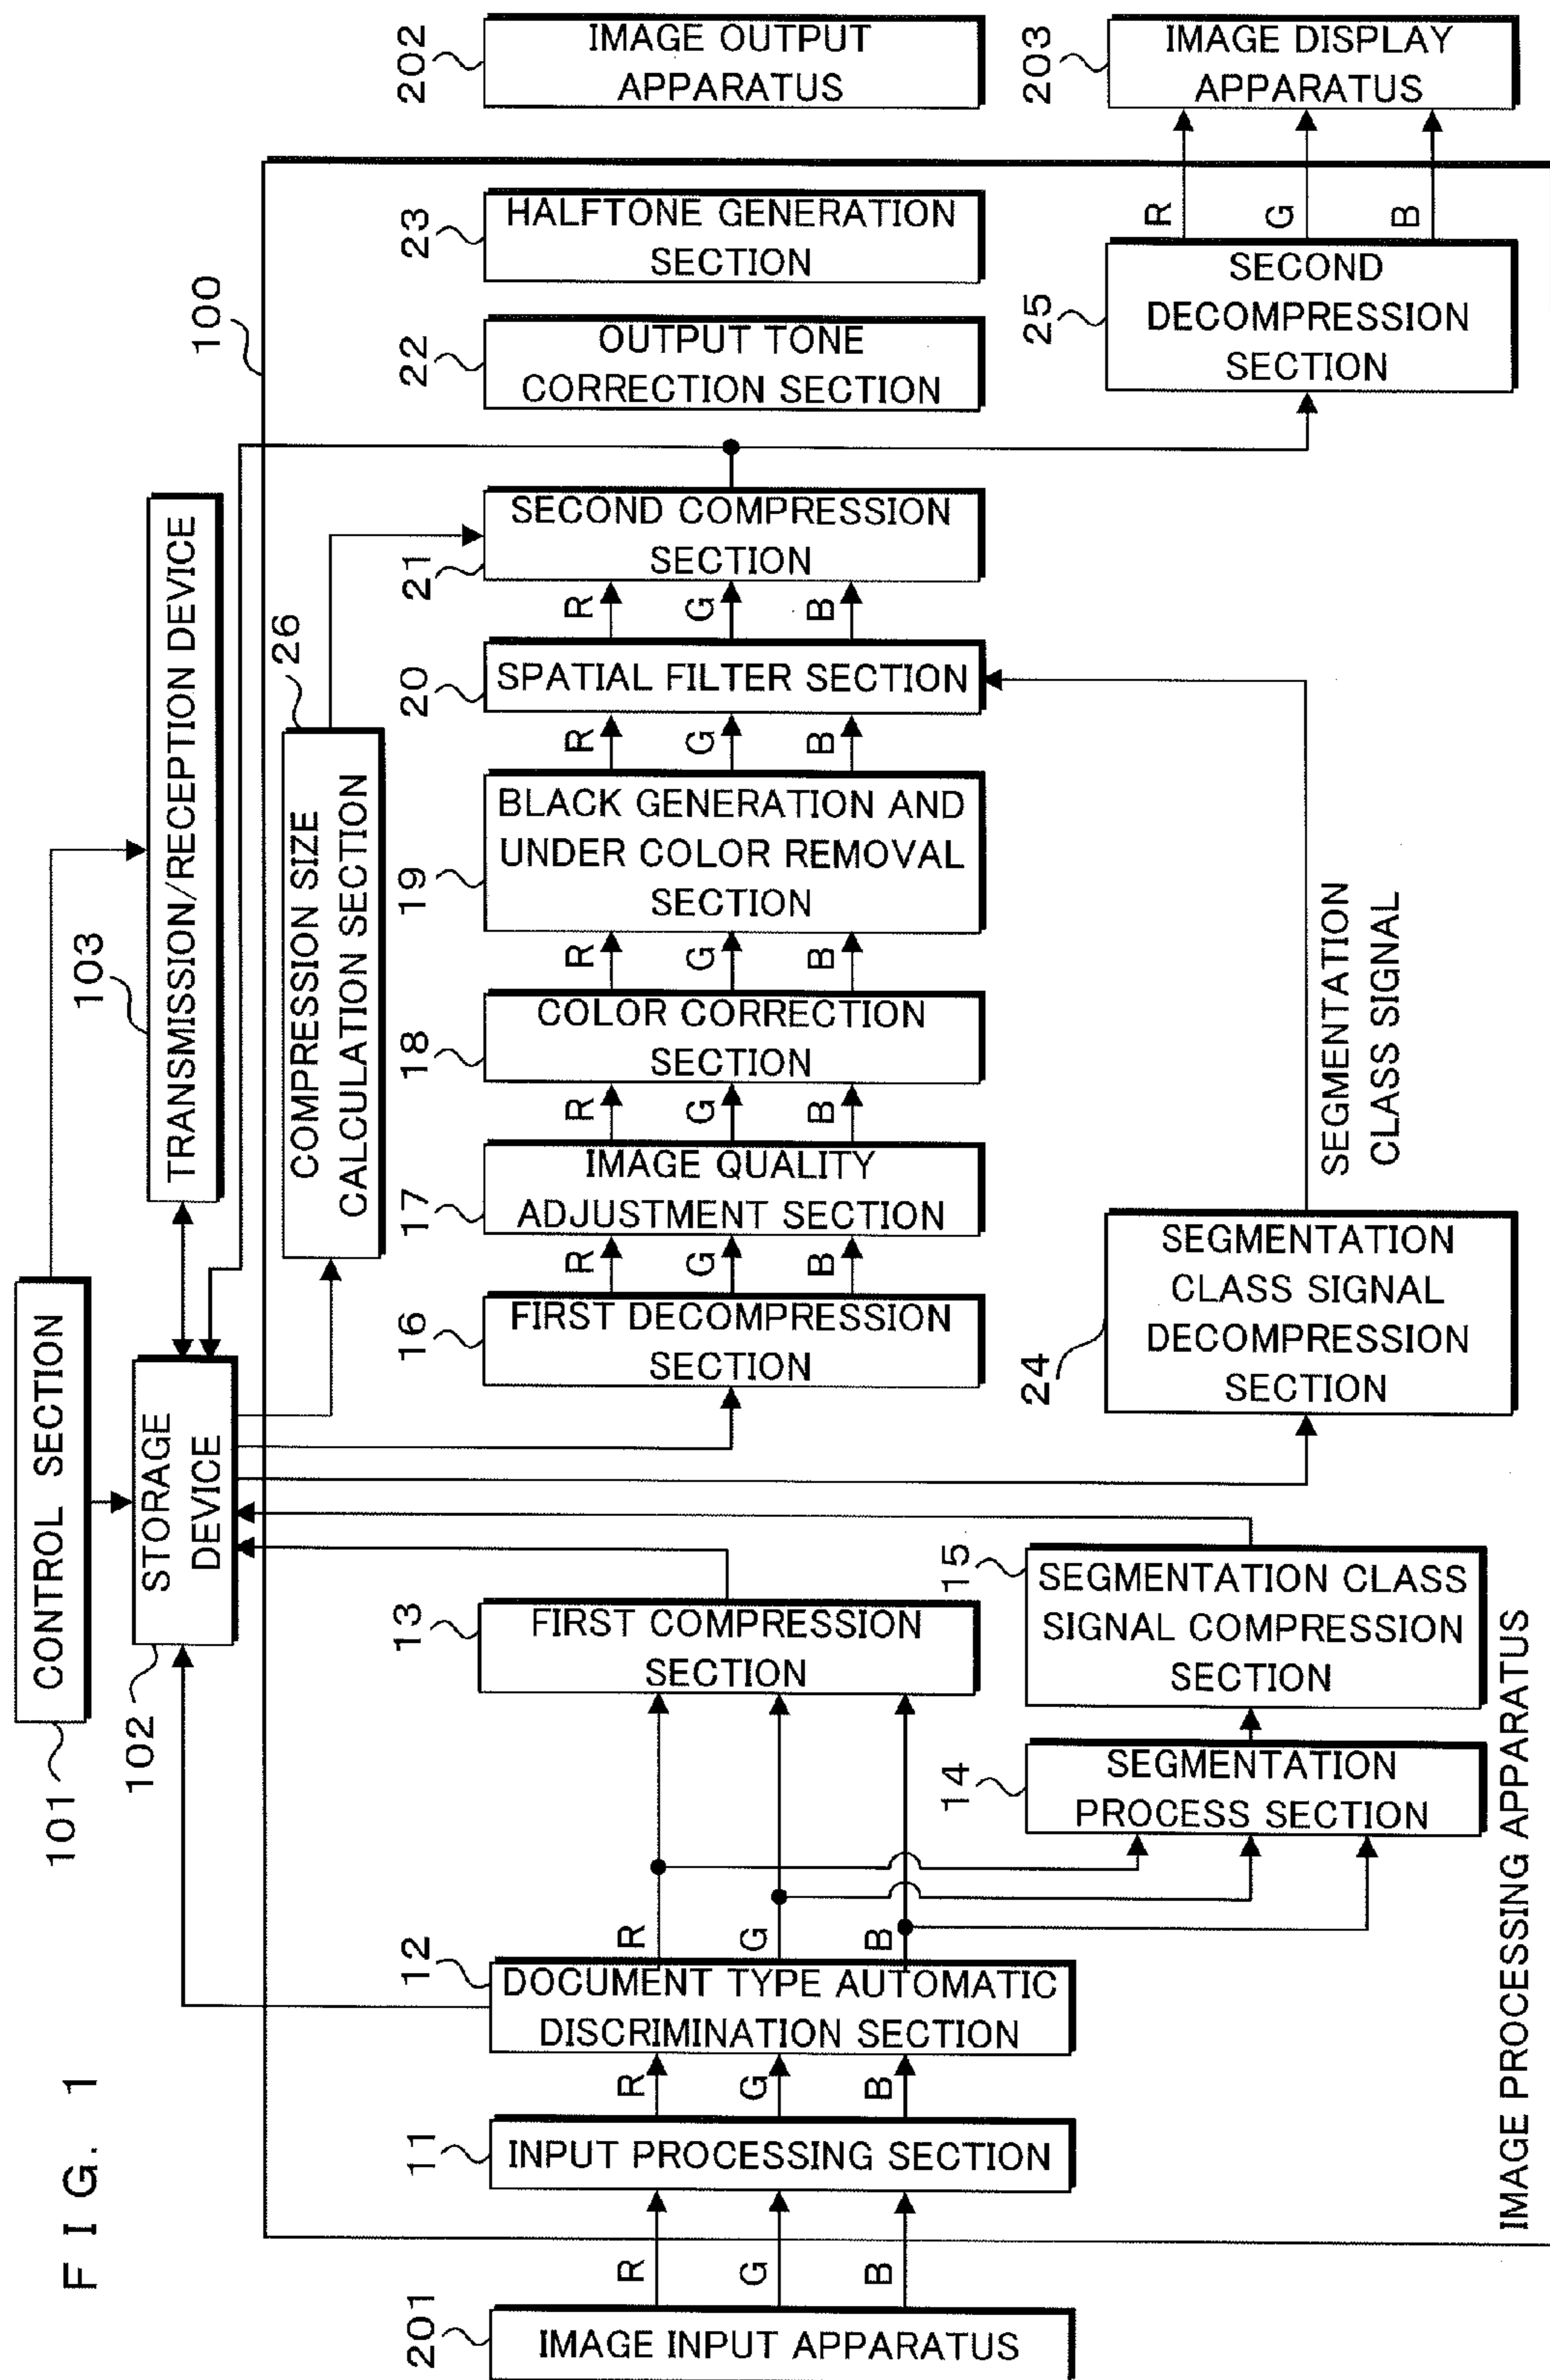 FIG. 1
101
CONTROL SECTION
102
STORAGE
DEVICE
103
TRANSMISSION/RECEPTION DEVICE
100
26
COMPRESSION SIZE
CALCULATION SECTION
201
IMAGE INPUT APPARATUS
R
G
B
11
INPUT PROCESSING SECTION
R
G
B
12
DOCUMENT TYPE AUTOMATIC
DISCRIMINATION SECTION
R
G
B
13
FIRST COMPRESSION
SECTION
14
SEGMENTATION
PROCESS SECTION
15
SEGMENTATION CLASS
SIGNAL COMPRESSION
SECTION
16
FIRST DECOMPRESSION
SECTION
R
G
B
17
IMAGE QUALITY
ADJUSTMENT SECTION
R
G
B
18
COLOR CORRECTION
SECTION
R
G
B
19
BLACK GENERATION AND
UNDER COLOR REMOVAL
SECTION
R
G
B
20
SPATIAL FILTER SECTION
R
G
B
21
SECOND COMPRESSION
SECTION
22
OUTPUT TONE
CORRECTION SECTION
23
HALFTONE GENERATION
SECTION
202
IMAGE OUTPUT
APPARATUS
24
SEGMENTATION
CLASS SIGNAL
DECOMPRESSION
SECTION
SEGMENTATION
CLASS SIGNAL
25
SECOND
DECOMPRESSION
SECTION
R
G
B
203
IMAGE DISPLAY
APPARATUS
IMAGE PROCESSING APPARATUS